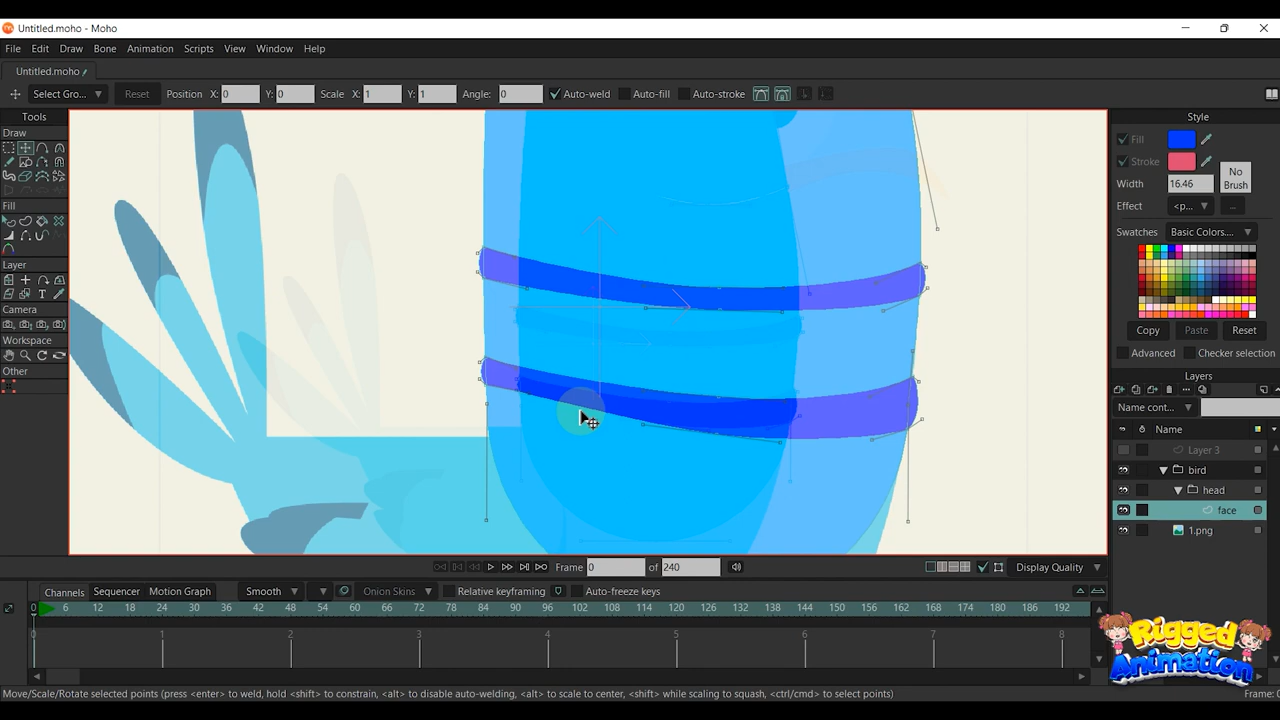 Untitled.moho - Moho
File Edit Draw Bone Animation Scripts View Window Help
Untitled.moho
Select Gro... Reset Position X: 0 Y: 0 Scale X: 1 Y: 1 Angle: 0 Auto-weld Auto-fill Auto-stroke
Tools
Draw
Fill
Layer
Camera
Workspace
Other
Style
Fill
Stroke
No
Brush
Width 16.46
Effect <p... ...
Swatches Basic Colors...
Copy Paste Reset
Advanced Checker selection
Layers
Name cont...
Name
Layer 3
bird
head
face
1.png
Frame 0 of 240 Display Quality
Channels Sequencer Motion Graph Smooth Onion Skins Relative keyframing Auto-freeze keys
0 6 12 18 24 30 36 42 48 54 60 66 72 78 84 90 96 102 108 114 120 126 132 138 144 150 156 162 168 174 180 186 192
0 1 2 3 4 5 6 7 8
Rigged
Animation
Move/Scale/Rotate selected points (press <enter> to weld, hold <shift> to constrain, <alt> to disable auto-welding, <alt> to scale to center, <shift> while scaling to squash, <ctrl/cmd> to select points) Frame: 0